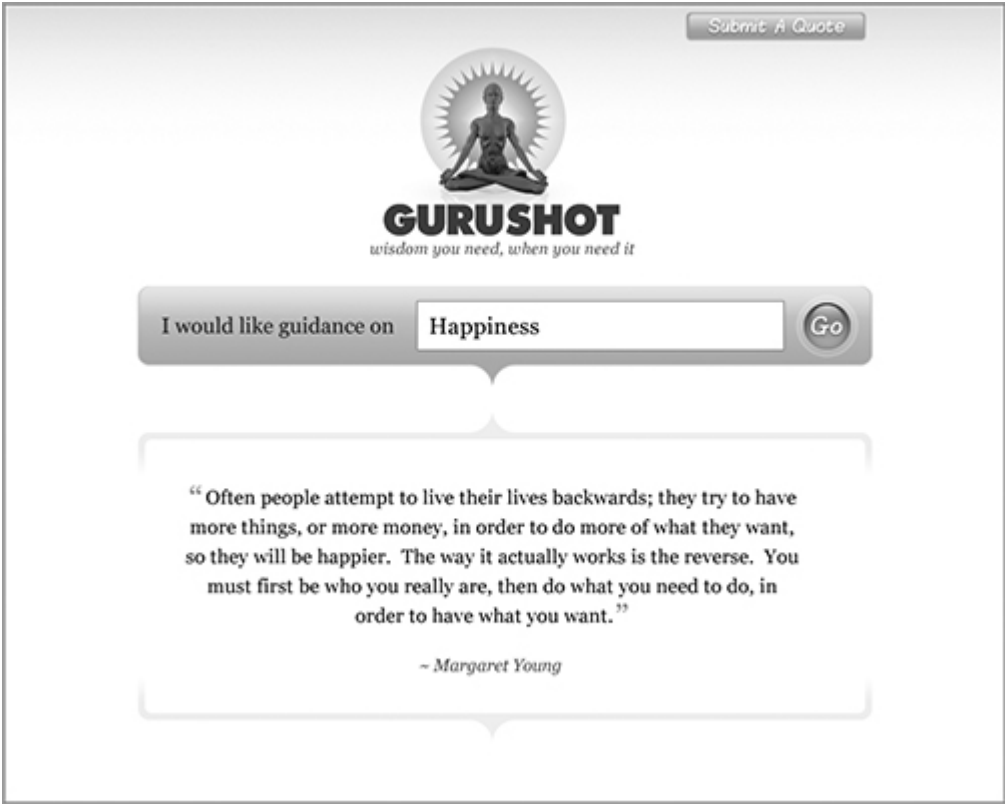 Submit A Quote
GURUSHOT
wisdom you need, when you need it
I would like guidance on
Happiness
Go
“Often people attempt to live their lives backwards; they try to have
more things, or more money, in order to do more of what they want,
so they will be happier.  The way it actually works is the reverse.  You
must first be who you really are, then do what you need to do, in
order to have what you want.”
~ Margaret Young